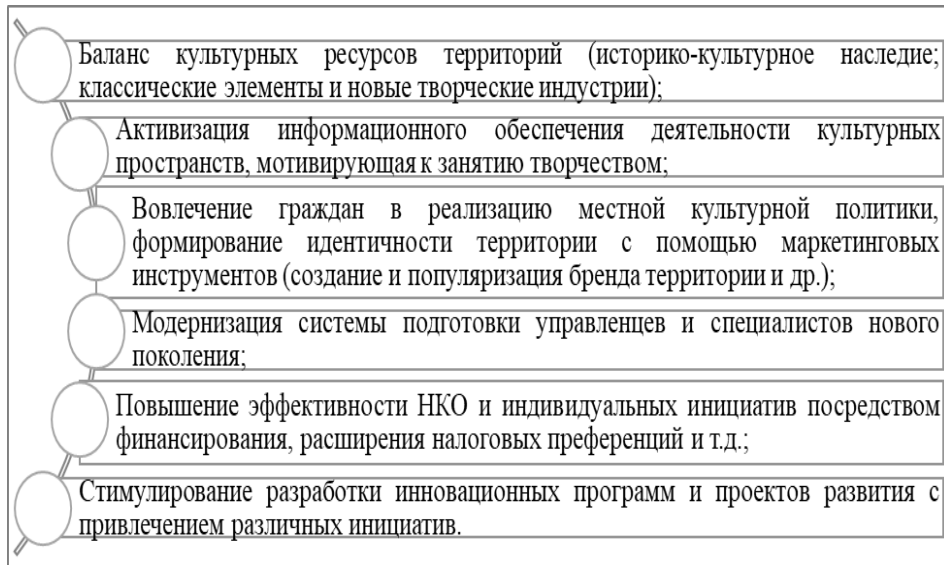 Баланс культурных ресурсов территорий (историко-культурное наследие;
классические элементы и новые творческие индустрии);
Активизация информационного обеспечения деятельности культурных
пространств, мотивирующая к занятию творчеством;
Вовлечение граждан в реализацию местной культурной политики,
формирование идентичности территории с помощью маркетинговых
инструментов (создание и популяризация бренда территории и др.);
Модернизация системы подготовки управленцев и специалистов нового
поколения;
Повышение эффективности НКО и индивидуальных инициатив посредством
финансирования, расширения налоговых преференций и т.д.;
Стимулирование разработки инновационных программ и проектов развития с
привлечением различных инициатив.